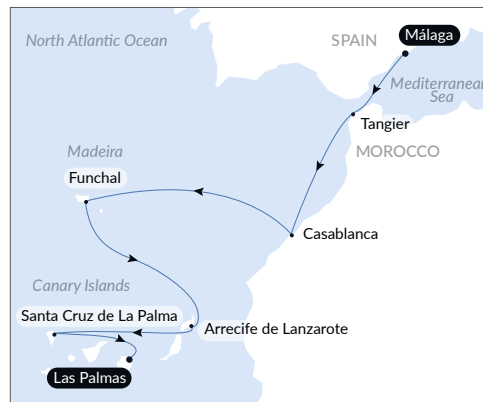 North Atlantic Ocean
SPAIN
Málaga
Mediterranean
Sea
Tangier
MOROCCO
Madeira
Funchal
Casablanca
Canary Islands
Santa Cruz de La Palma
Arrecife de Lanzarote
Las Palmas